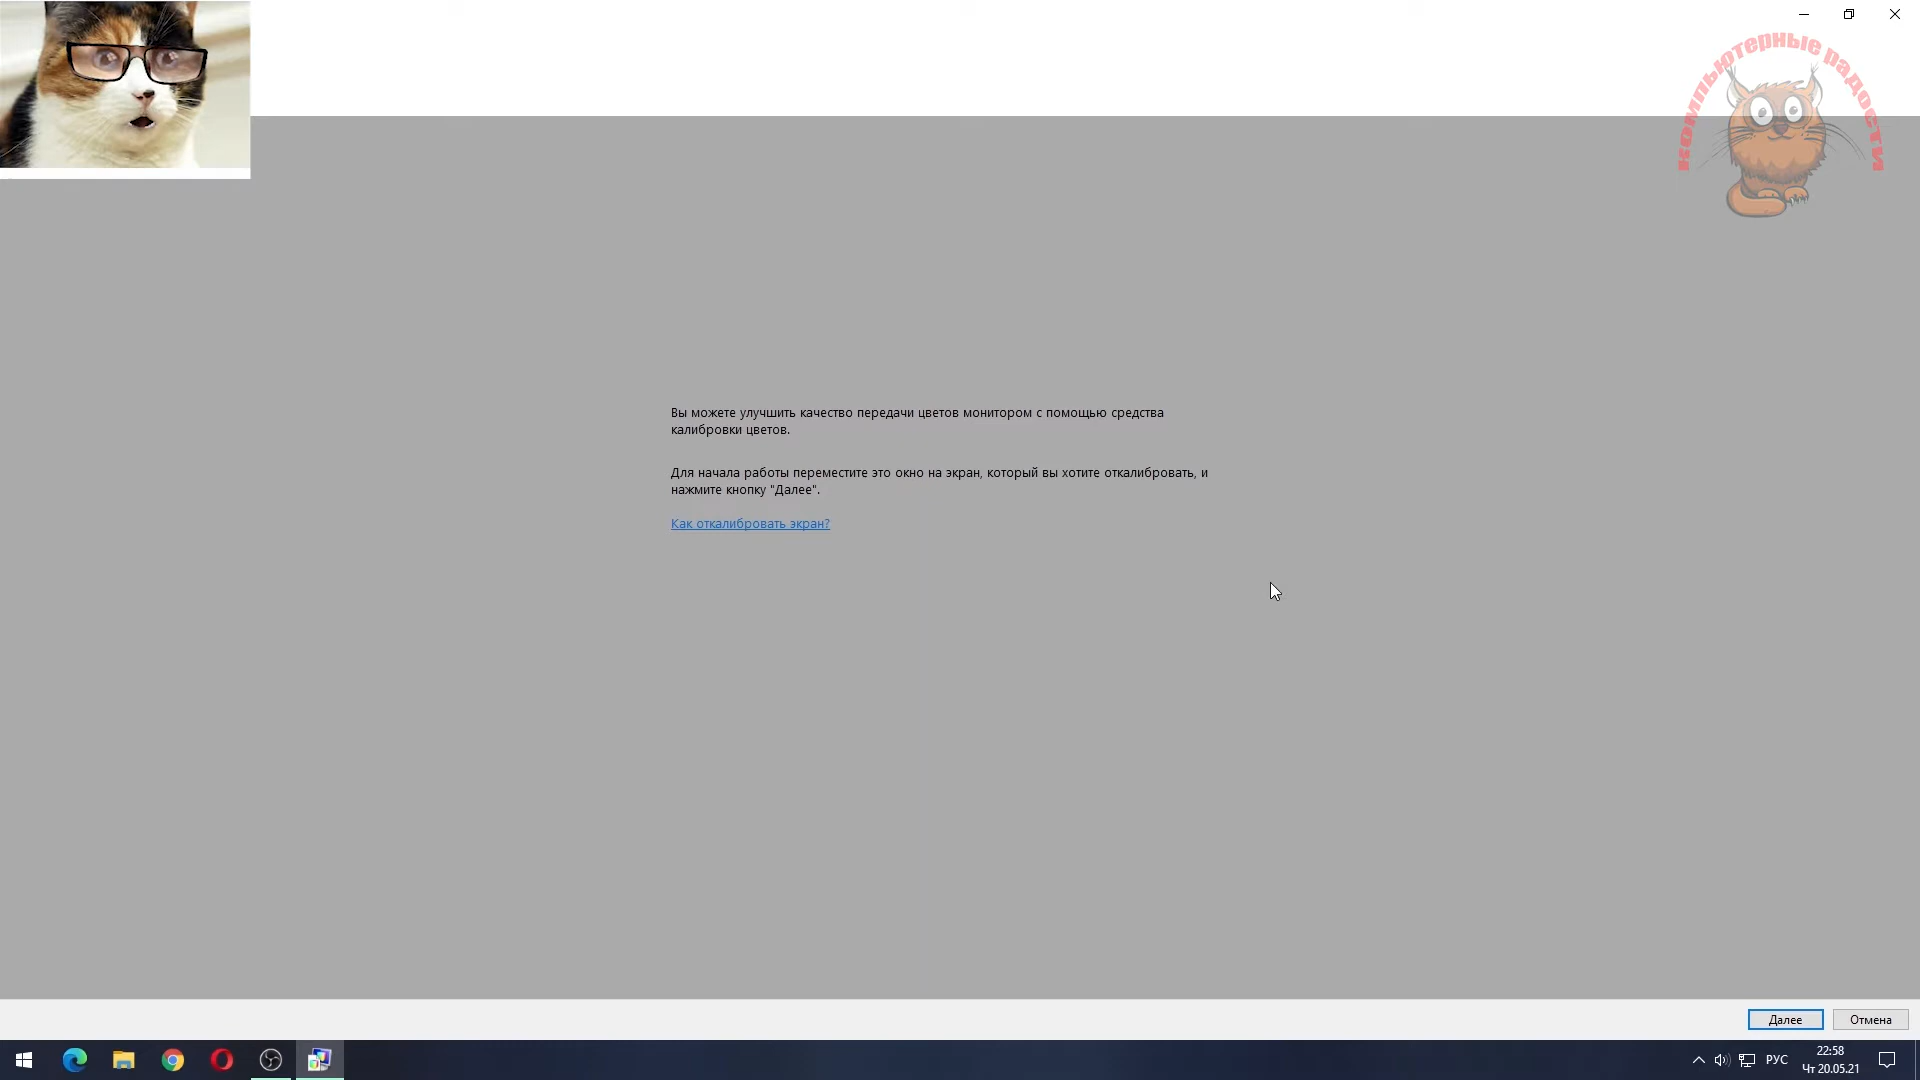 компьютерные радости
Вы можете улучшить качество передачи цветов монитором с помощью средства
калибровки цветов.
Для начала работы переместите это окно на экран, который вы хотите откалибровать, и
нажмите кнопку "Далее".
Как откалибровать экран?
Далее
Отмена
РУС
22:58
Чт 20.05.21